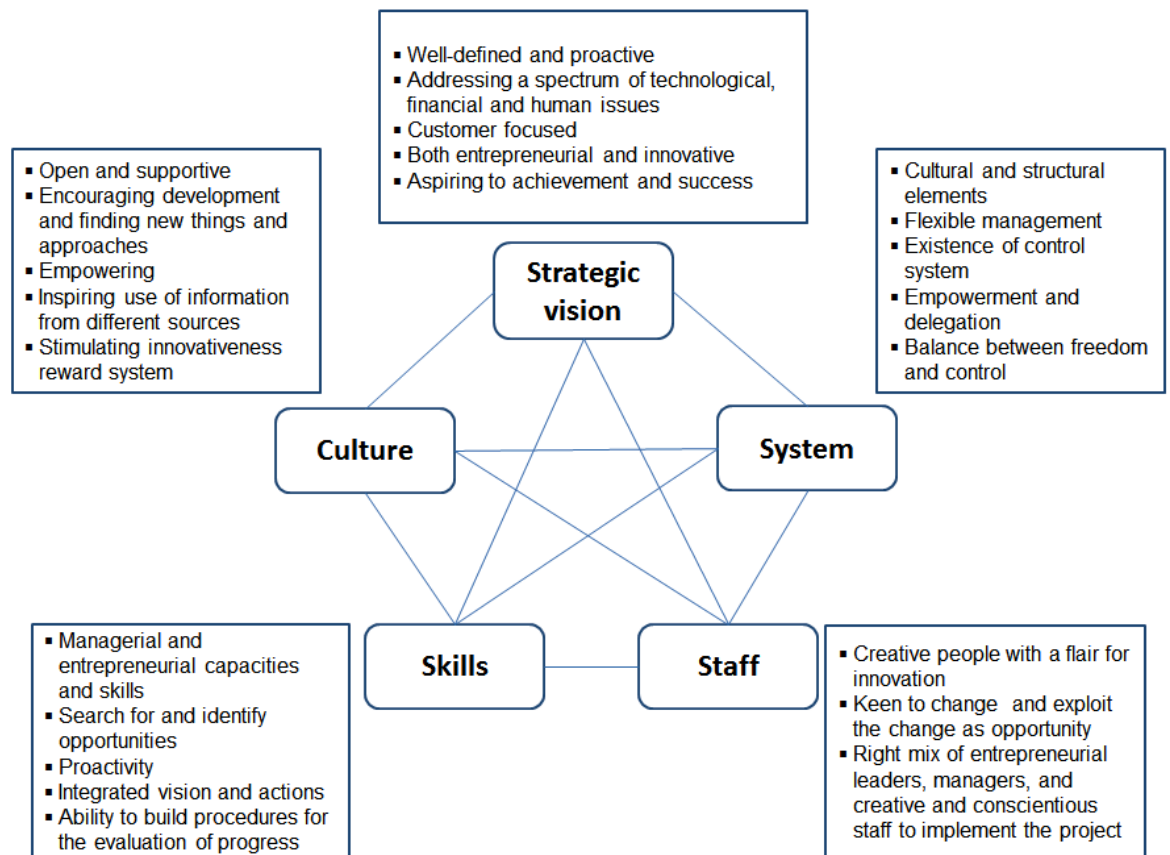 ▪ Well-defined and proactive
▪ Addressing a spectrum of technological,
financial and human issues
▪ Customer focused
▪ Both entrepreneurial and innovative
▪ Aspiring to achievement and success
▪ Open and supportive
▪ Encouraging development
and finding new things and
approaches
▪ Empowering
▪ Inspiring use of information
from different sources
▪ Stimulating innovativeness
reward system
▪ Cultural and structural
elements
▪ Flexible management
▪ Existence of control
system
▪ Empowerment and
delegation
▪ Balance between freedom
and control
Strategic
vision
Culture
System
Skills
Staff
▪ Managerial and
entrepreneurial capacities
and skills
▪ Search for and identify
opportunities
▪ Proactivity
▪ Integrated vision and actions
▪ Ability to build procedures for
the evaluation of progress
▪ Creative people with a flair for
innovation
▪ Keen to change and exploit
the change as opportunity
▪ Right mix of entrepreneurial
leaders, managers, and
creative and conscientious
staff to implement the project